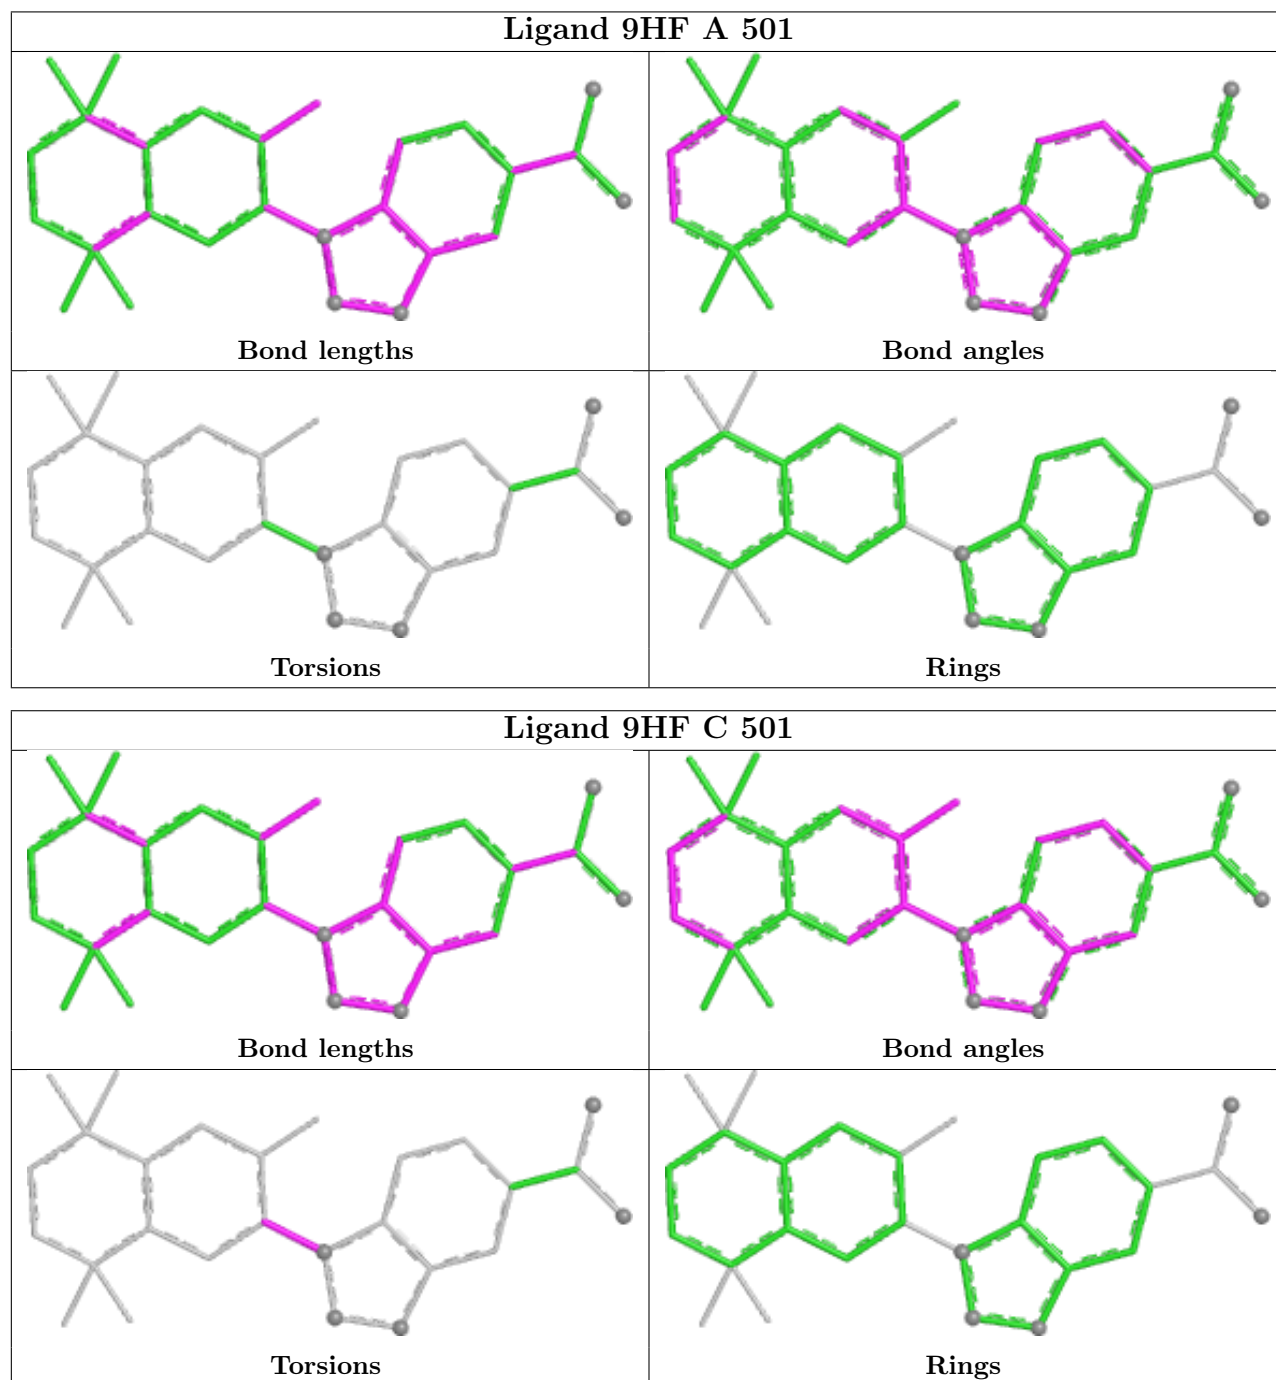 Ligand 9HF A 501
Bond lengths
Bond angles
Torsions
Rings
Ligand 9HF C 501
Bond lengths
Bond angles
Torsions
Rings